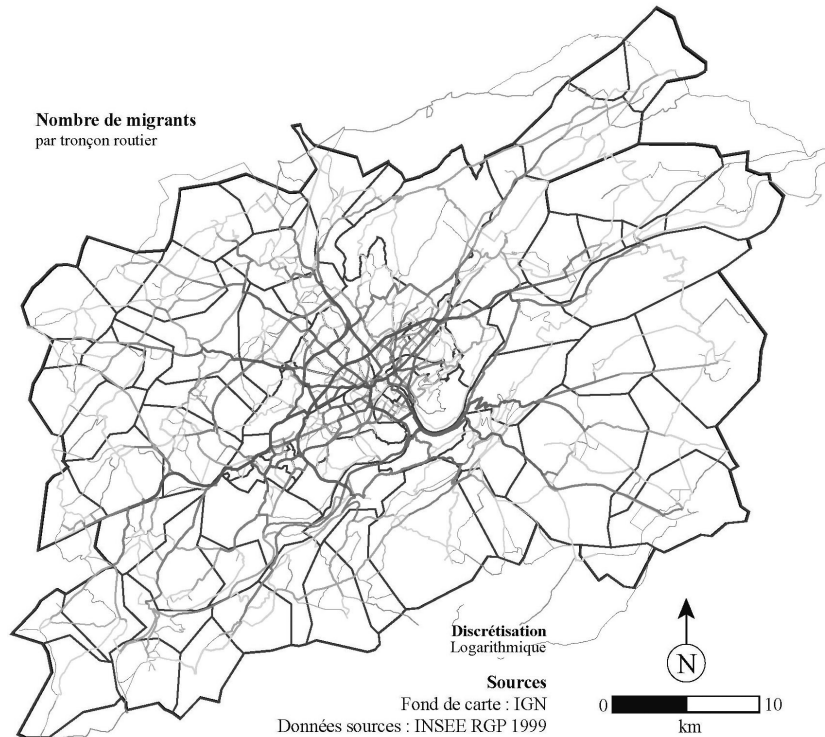 Nombre de migrants
par tronçon routier
Discrétisation
Logarithmique
N
Sources
Fond de carte : IGN
0 10
Données sources : INSEE RGP 1999
km